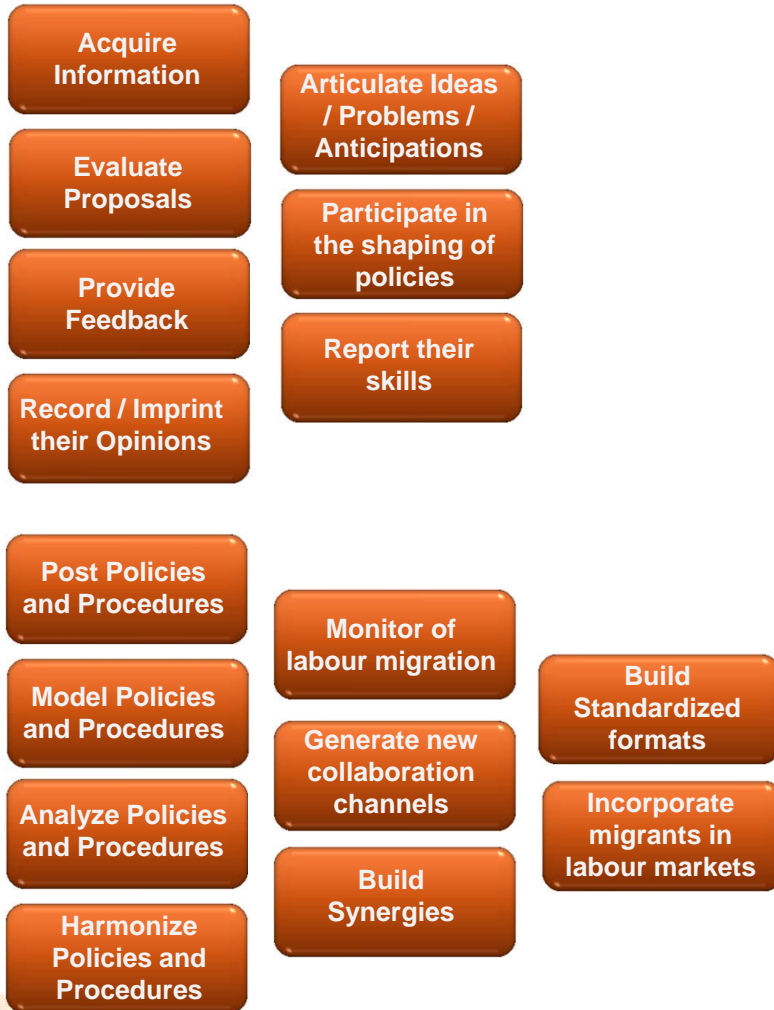 Acquire
Information
Evaluate
Proposals
Provide
Feedback
Record / Imprint
their Opinions
Articulate Ideas
/ Problems /
Anticipations
Participate in
the shaping of
policies
Report their
skills
Post Policies
and Procedures
Model Policies
and Procedures
Analyze Policies
and Procedures
Harmonize
Policies and
Procedures
Monitor of
labour migration
Generate new
collaboration
channels
Build
Synergies
Build
Standardized
formats
Incorporate
migrants in
labour markets